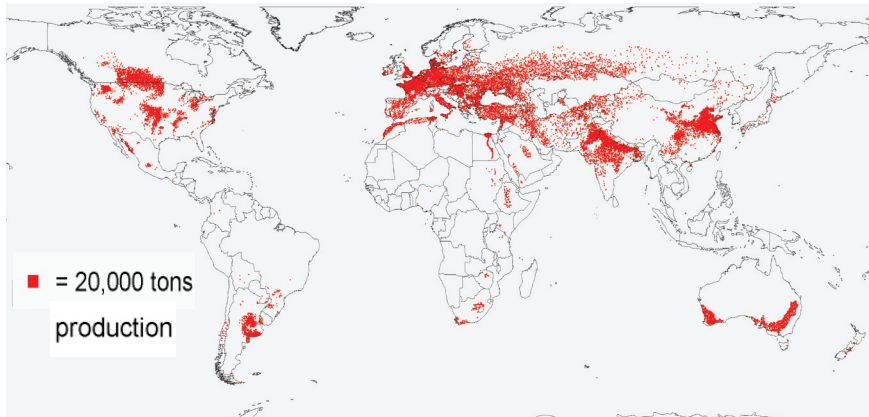 = 20,000 tons
production